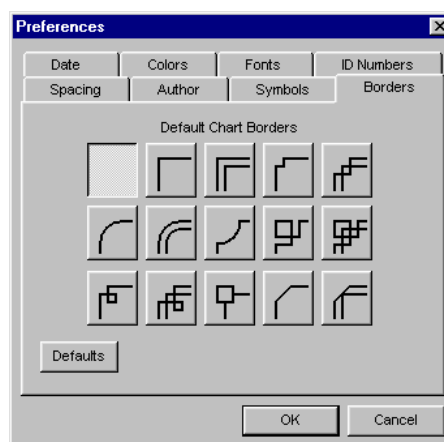 Preferences
Date Colors Fonts ID Numbers
Spacing Author Symbols Borders
Default Chart Borders
Defaults
OK Cancel